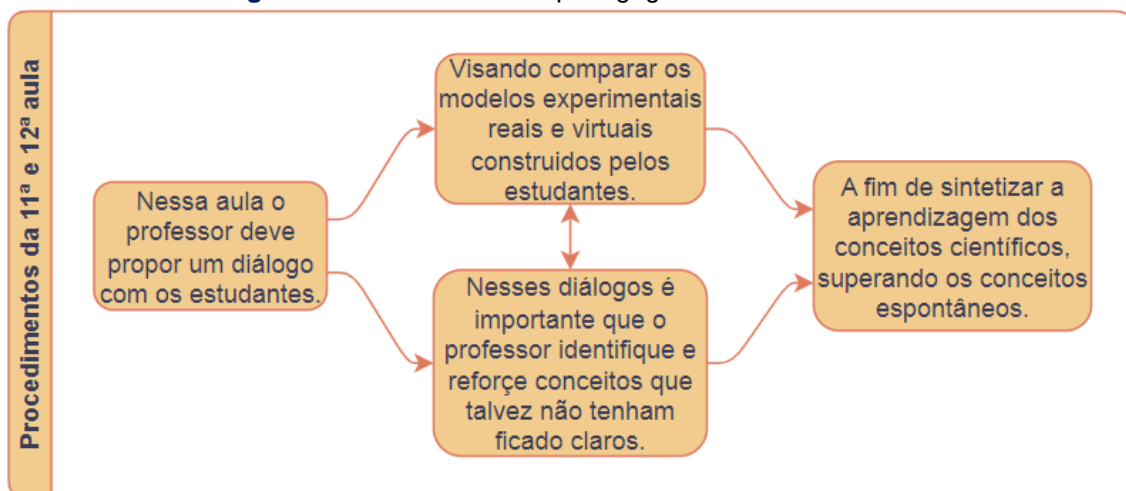 Procedimentos da 11ª e 12ª aula
Nessa aula o
professor deve
propor um diálogo
com os estudantes.
Visando comparar os
modelos experimentais
reais e virtuais
construidos pelos
estudantes.
Nesses diálogos é
importante que o
professor identifique e
reforçe conceitos que
talvez não tenham
ficado claros.
A fim de sintetizar a
aprendizagem dos
conceitos científicos,
superando os conceitos
espontâneos.